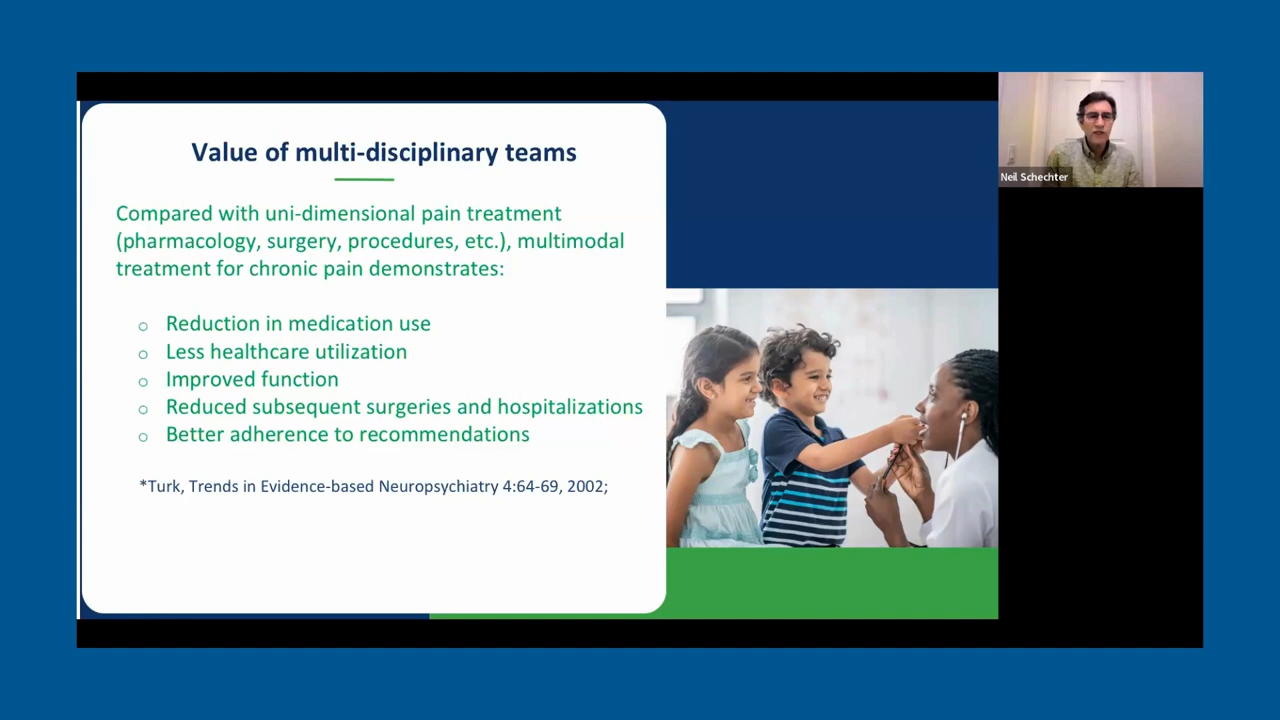 Value of multi-disciplinary teams
Compared with uni-dimensional pain treatment
(pharmacology, surgery, procedures, etc.), multimodal
treatment for chronic pain demonstrates:
o Reduction in medication use
o Less healthcare utilization
o Improved function
o Reduced subsequent surgeries and hospitalizations
o Better adherence to recommendations
*Turk, Trends in Evidence-based Neuropsychiatry 4:64-69, 2002;
Neil Schechter